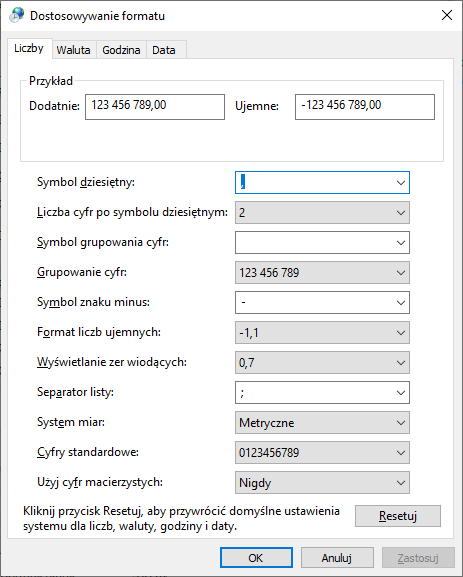 Dostosowywanie formatu
Liczby Waluta Godzina Data
Przykład
Dodatnie: 123 456 789,00 Ujemne: -123 456 789,00
Symbol dziesiętny: ,
Liczba cyfr po symbolu dziesiętnym: 2
Symbol grupowania cyfr:
Grupowanie cyfr: 123 456 789
Symbol znaku minus: -
Format liczb ujemnych: -1,1
Wyświetlanie zer wiodących: 0,7
Separator listy: ;
System miar: Metryczne
Cyfry standardowe: 0123456789
Użyj cyfr macierzystych: Nigdy
Kliknij przycisk Resetuj, aby przywrócić domyślne ustawienia
systemu dla liczb, waluty, godziny i daty.
Resetuj
OK Anuluj Zastosuj